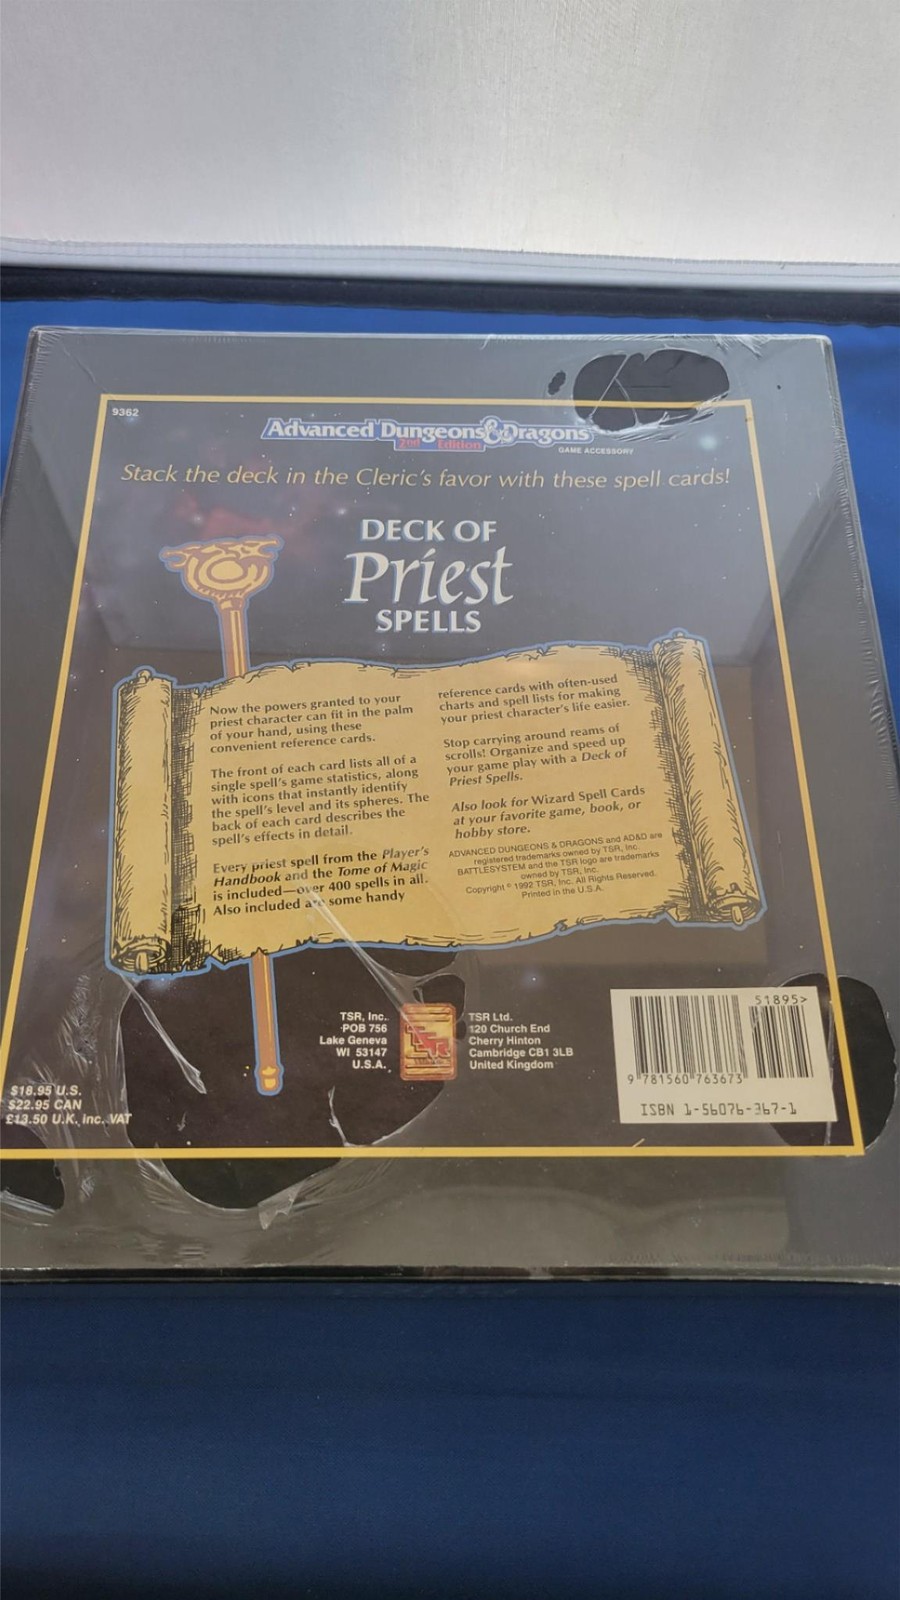 9362
Advanced Dungeons & Dragons
2nd Edition
GAME ACCESSORY
Stack the deck in the Cleric's favor with these spell cards!
DECK OF
Priest
SPELLS
Now the powers granted to your
priest character can fit in the palm
of your hand, using these
convenient reference cards.
The front of each card lists all of a
single spell's game statistics, along
with icons that instantly identify
the spell's level and its spheres. The
back of each card describes the
spell's effects in detail.
Every priest spell from the Player's
Handbook and the Tome of Magic
is included—over 400 spells in all.
Also included are some handy
reference cards with often-used
charts and spell lists for making
your priest character's life easier.
Stop carrying around reams of
scrolls! Organize and speed up
your game play with a Deck of
Priest Spells.
Also look for Wizard Spell Cards
at your favorite game, book, or
hobby store.
ADVANCED DUNGEONS & DRAGONS and AD&D are
registered trademarks owned by TSR, Inc.
BATTLESYSTEM and the TSR logo are trademarks
owned by TSR, Inc.
Copyright © 1992 TSR, Inc. All Rights Reserved.
Printed in the U.S.A.
TSR, Inc.
POB 756
Lake Geneva
WI 53147
U.S.A.
TSR
TSR Ltd.
120 Church End
Cherry Hinton
Cambridge CB1 3LB
United Kingdom
51895>
9 781560 763673
ISBN 1-56076-367-1
$18.95 U.S.
$22.95 CAN
£13.50 U.K. inc. VAT